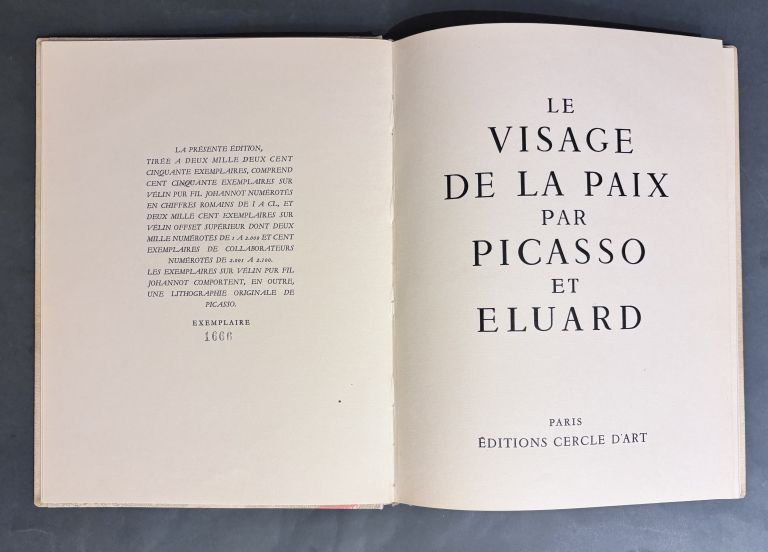 LA PRÉSENTE ÉDITION,
TIRÉE A DEUX MILLE DEUX CENT
CINQUANTE EXEMPLAIRES, COMPREND
CENT CINQUANTE EXEMPLAIRES SUR
VÉLIN PUR FIL JOHANNOT NUMÉROTÉS
EN CHIFFRES ROMAINS DE I A CL, ET
DEUX MILLE CENT EXEMPLAIRES SUR
VÉLIN OFFSET SUPÉRIEUR DONT DEUX
MILLE NUMÉROTÉS DE 1 A 2.000 ET CENT
EXEMPLAIRES DE COLLABORATEURS
NUMÉROTÉS DE 2.001 A 2.100.
LES EXEMPLAIRES SUR VÉLIN PUR FIL
JOHANNOT COMPORTENT, EN OUTRE,
UNE LITHOGRAPHIE ORIGINALE DE
PICASSO.
EXEMPLAIRE
1666
LE
VISAGE
DE LA PAIX
PAR
PICASSO
ET
ELUARD
PARIS
ÉDITIONS CERCLE D'ART